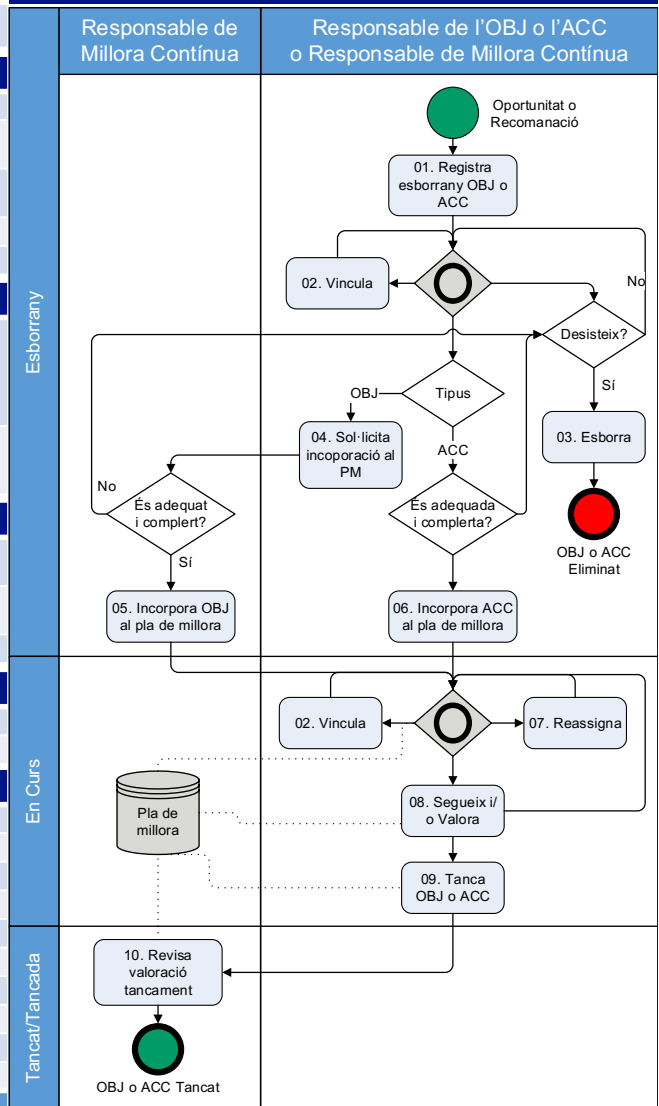 Responsable de
Millora Contínua
Responsable de l'OBJ o l'ACC
o Responsable de Millora Contínua
Esborrany
Oportunitat o
Recomanació
01. Registra
esborrany OBJ o
ACC
02. Vincula
No
Desisteix?
OBJ
Tipus
Sí
04. Sol·licita
incoporació al
PM
ACC
03. Esborra
No
És adequat
i complert?
És adequada
i complerta?
OBJ o ACC
Eliminat
Sí
05. Incorpora OBJ
al pla de millora
06. Incorpora ACC
al pla de millora
En Curs
02. Vincula
07. Reassigna
Pla de
millora
08. Segueix i/
o Valora
09. Tanca
OBJ o ACC
Tancat/Tancada
10. Revisa
valoració
tancament
OBJ o ACC Tancat